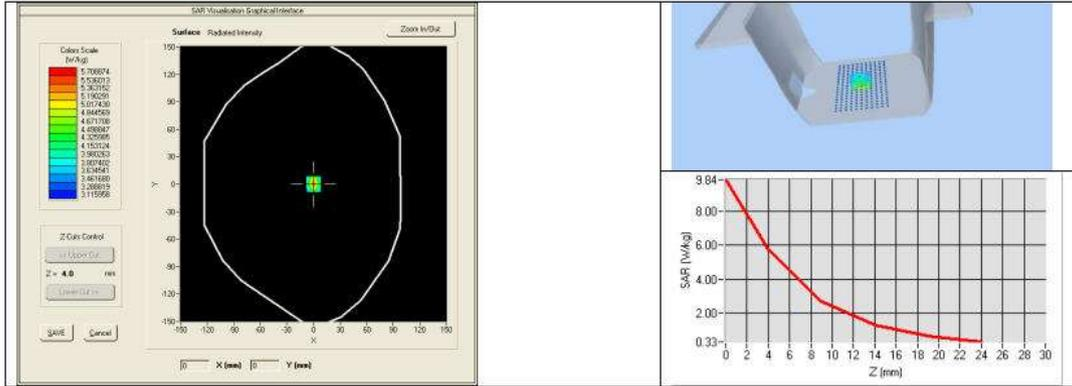 SAR Visualisation Graphical Interface
Surface Radiated Intensity
Zoom In/Out
Colors Scale
(W/kg)
5.708874
5.536013
5.363152
5.190291
5.017430
4.844569
4.671708
4.498847
4.325985
4.153124
3.980263
3.807402
3.634541
3.461680
3.288819
3.115958
Z-Cuts Control
<< Upper Cut
Z = 4.0 mm
Lower Cut >>
SAVE Cancel
150
120
90
60
30
0
-30
-60
-90
-120
-150
Y
-150 -120 -90 -60 -30 0 30 60 90 120 150
X
0 X (mm) 0 Y (mm)
9.84
8.00
6.00
4.00
2.00
0.33
SAR (W/kg)
0 2 4 6 8 10 12 14 16 18 20 22 24 26 28 30
Z (mm)